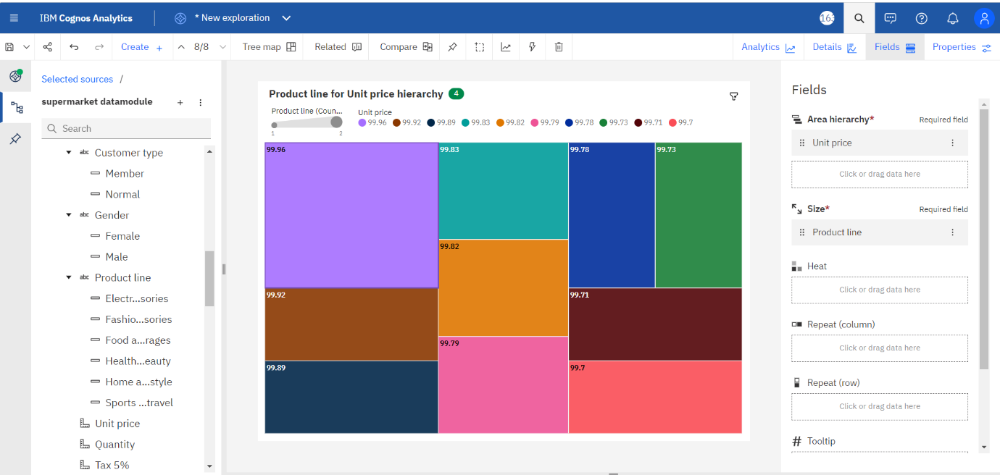 IBM Cognos Analytics
* New exploration
163
Create +
8/8
Tree map
Related
Compare
Analytics
Details
Fields
Properties
Selected sources /
supermarket datamodule
Search
abc Customer type
Member
Normal
abc Gender
Female
Male
abc Product line
Electr...sories
Fashio...sories
Food a...rages
Health...eauty
Home a...style
Sports ...travel
Unit price
Quantity
Tax 5%
Product line for Unit price hierarchy 4
Product line (Coun...
1 2
Unit price
99.96 99.92 99.89 99.83 99.82 99.79 99.78 99.73 99.71 99.7
99.96
99.83
99.78
99.73
99.82
99.92
99.71
99.79
99.89
99.7
Fields
Area hierarchy* Required field
Unit price
Click or drag data here
Size* Required field
Product line
Heat
Click or drag data here
Repeat (column)
Click or drag data here
Repeat (row)
Click or drag data here
# Tooltip